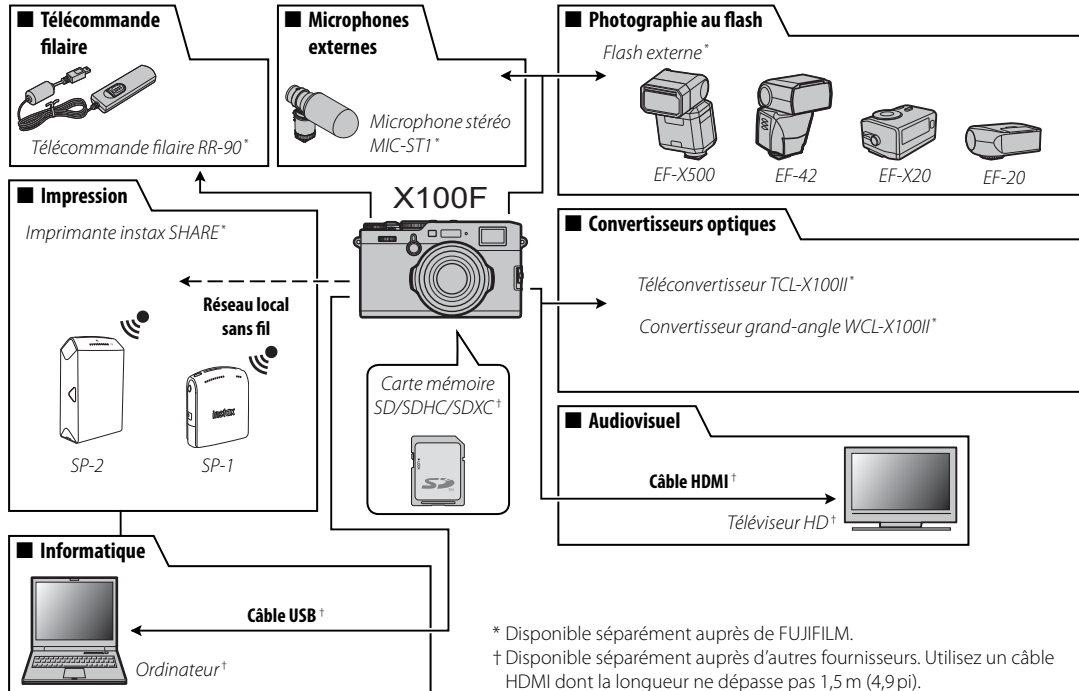 ■ Télécommande
filaire
Télécommande filaire RR-90*
■ Microphones
externes
Microphone stéréo
MIC-ST1*
■ Photographie au flash
Flash externe*
EF-X500 EF-42 EF-X20 EF-20
X100F
■ Impression
Imprimante instax SHARE*
Réseau local
sans fil
instax
SP-2 SP-1
■ Convertisseurs optiques
Téléconvertisseur TCL-X100II*
Convertisseur grand-angle WCL-X100II*
Carte mémoire
SD/SDHC/SDXC†
SD
■ Audiovisuel
Câble HDMI†
Téléviseur HD†
■ Informatique
Câble USB†
Ordinateur†
* Disponible séparément auprès de FUJIFILM.
† Disponible séparément auprès d’autres fournisseurs. Utilisez un câble
HDMI dont la longueur ne dépasse pas 1,5 m (4,9 pi).